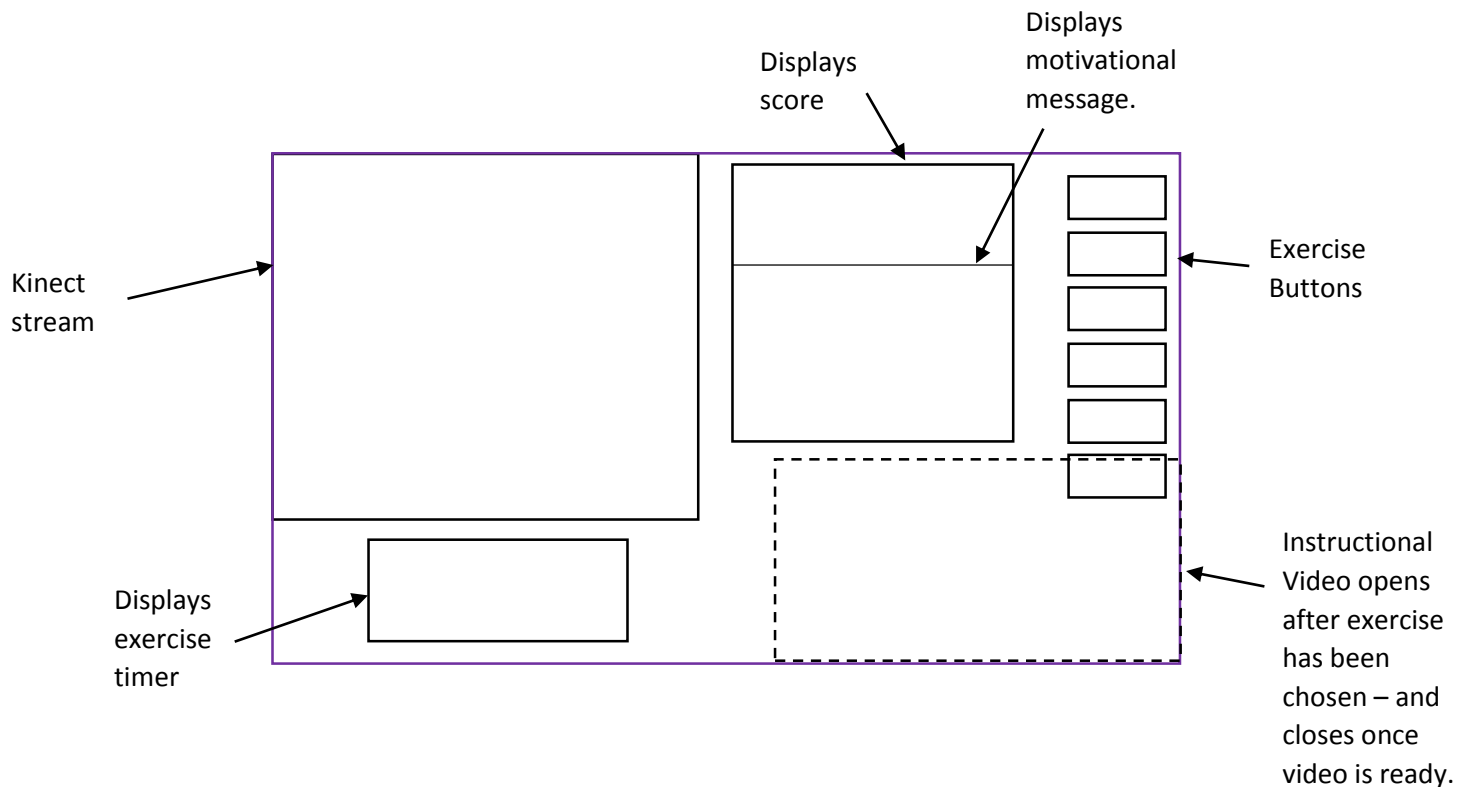 Displays
motivational
message.
Displays
score
Kinect
stream
Exercise
Buttons
Displays
exercise
timer
Instructional
Video opens
after exercise
has been
chosen – and
closes once
video is ready.